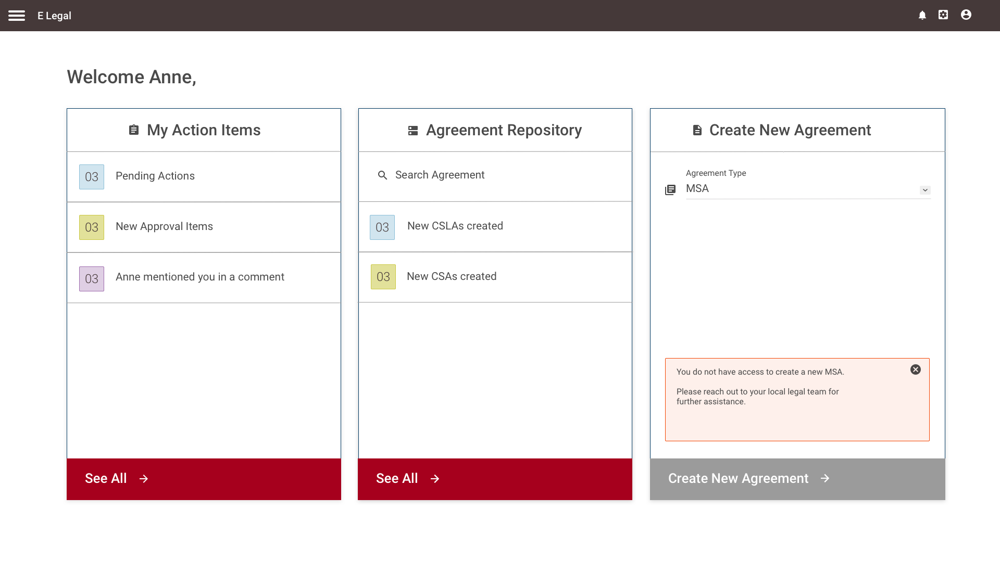 E Legal
Welcome Anne,
My Action Items
03 Pending Actions
03 New Approval Items
03 Anne mentioned you in a comment
See All
Agreement Repository
Search Agreement
03 New CSLAs created
03 New CSAs created
See All
Create New Agreement
Agreement Type
MSA
You do not have access to create a new MSA.
Please reach out to your local legal team for
further assistance.
Create New Agreement